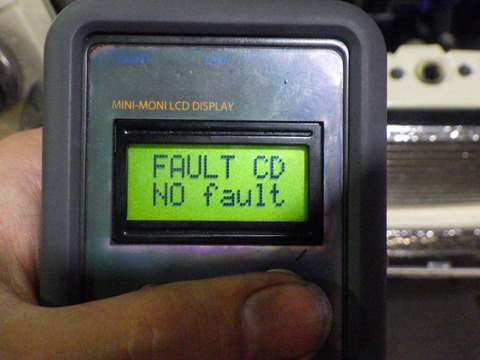 MINI-MONI LCD DISPLAY
FAULT CD
NO fault